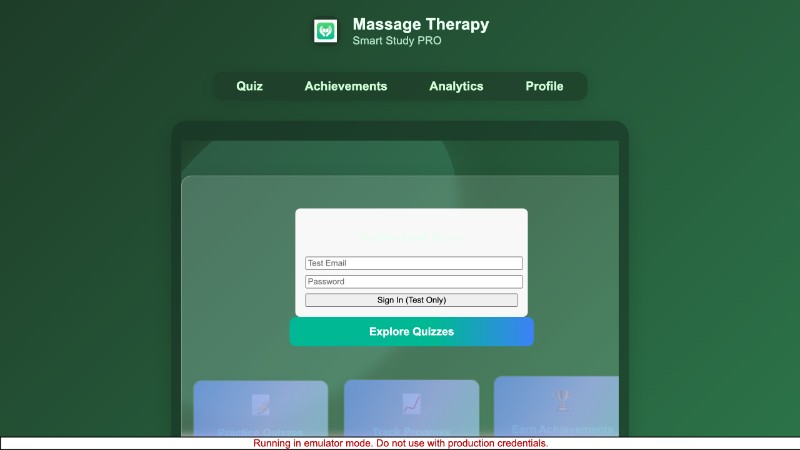 Massage Therapy
Smart Study PRO
Quiz Achievements Analytics Profile
Test Email
Password
Sign In (Test Only)
Explore Quizzes
Practice Quizzes Track Progress Earn Achievements
Running in emulator mode. Do not use with production credentials.